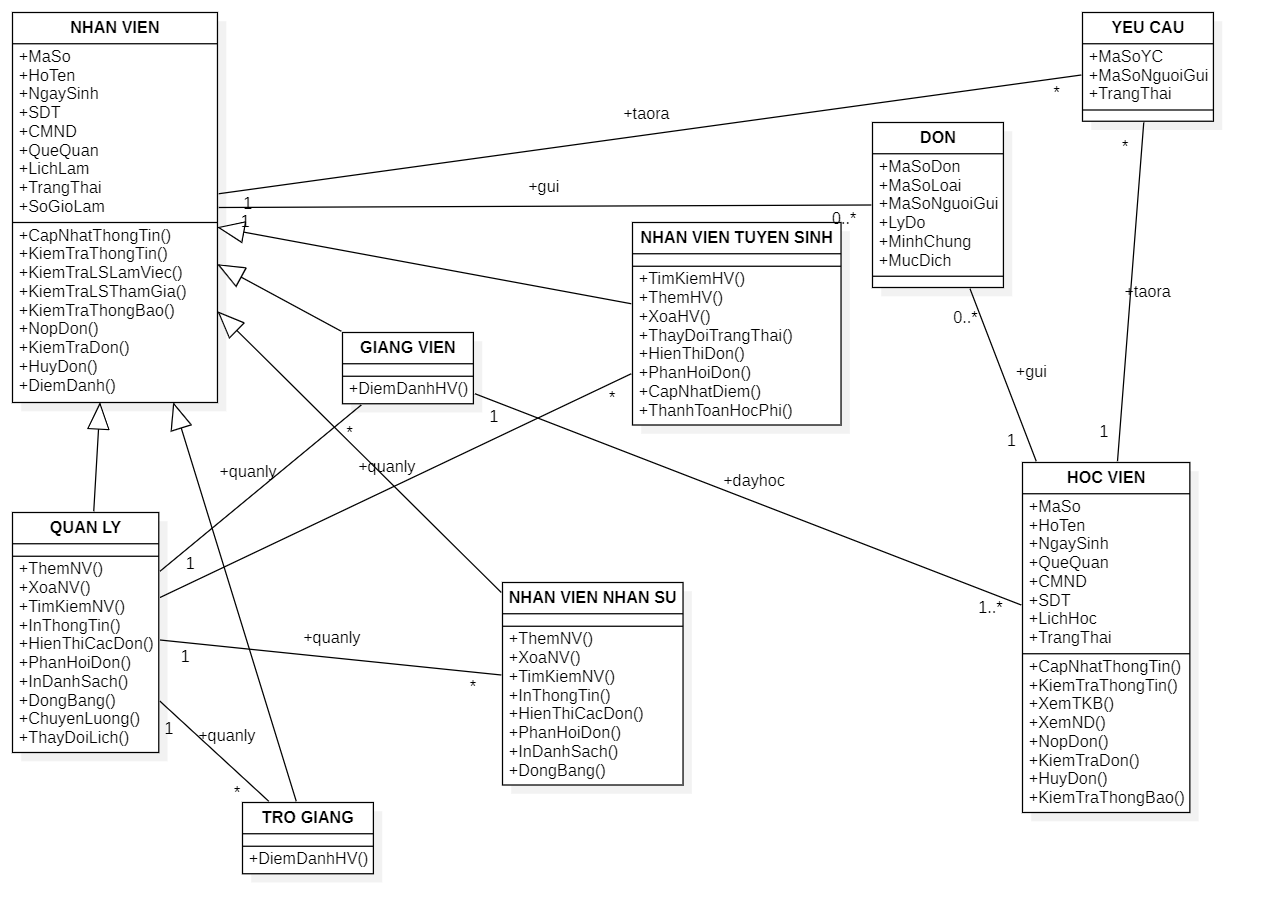 NHAN VIEN
+MaSo
+HoTen
+NgaySinh
+SDT
+CMND
+QueQuan
+LichLam
+TrangThai
+SoGioLam
+CapNhatThongTin()
+KiemTraThongTin()
+KiemTraLSLamViec()
+KiemTraLSThamGia()
+KiemTraThongBao()
+NopDon()
+KiemTraDon()
+HuyDon()
+DiemDanh()
YEU CAU
+MaSoYC
+MaSoNguoiGui
+TrangThai
+taora
*
1
DON
+MaSoDon
+MaSoLoai
+MaSoNguoiGui
+LyDo
+MinhChung
+MucDich
+gui
0..*
1
NHAN VIEN TUYEN SINH
+TimKiemHV()
+ThemHV()
+XoaHV()
+ThayDoiTrangThai()
+HienThiDon()
+PhanHoiDon()
+CapNhatDiem()
+ThanhToanHocPhi()
*
+taora
1
0..*
+gui
1
GIANG VIEN
+DiemDanhHV()
1
+dayhoc
1..*
*
+quanly
+quanly
*
1
QUAN LY
+ThemNV()
+XoaNV()
+TimKiemNV()
+InThongTin()
+HienThiCacDon()
+PhanHoiDon()
+InDanhSach()
+DongBang()
+ChuyenLuong()
+ThayDoiLich()
+quanly
1
*
1
+quanly
*
NHAN VIEN NHAN SU
+ThemNV()
+XoaNV()
+TimKiemNV()
+InThongTin()
+HienThiCacDon()
+PhanHoiDon()
+InDanhSach()
+DongBang()
HOC VIEN
+MaSo
+HoTen
+NgaySinh
+QueQuan
+CMND
+SDT
+LichHoc
+TrangThai
+CapNhatThongTin()
+KiemTraThongTin()
+XemTKB()
+XemND()
+NopDon()
+KiemTraDon()
+HuyDon()
+KiemTraThongBao()
TRO GIANG
+DiemDanhHV()